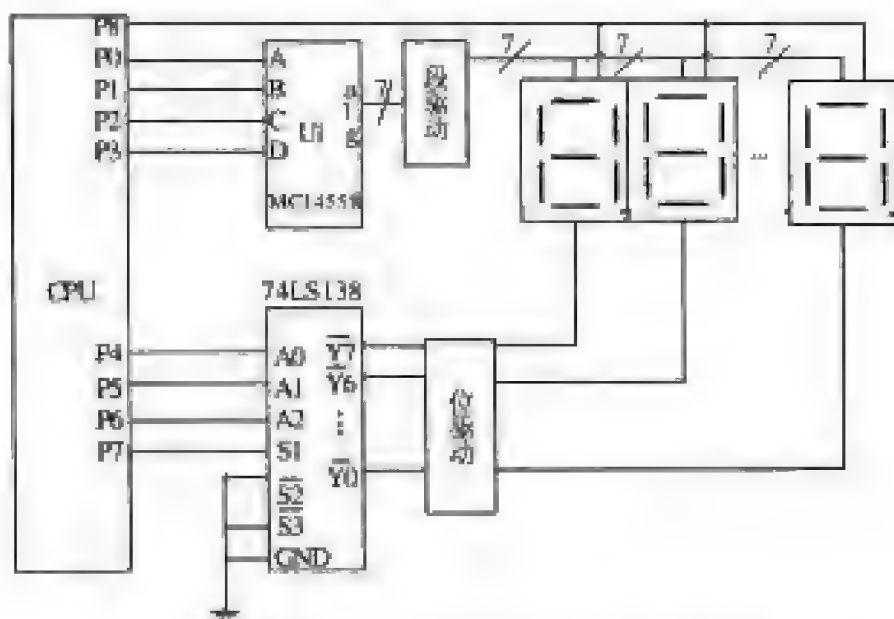 P8
P0
P1
P2
P3
A
B
C
D
U1
a
g
MC14558
7
段驱动
7
7
7
...
CPU
74LS138
P4
P5
P6
P7
A0
A1
A2
S1
S2
S3
GND
Y7
Y6
Y0
位驱动